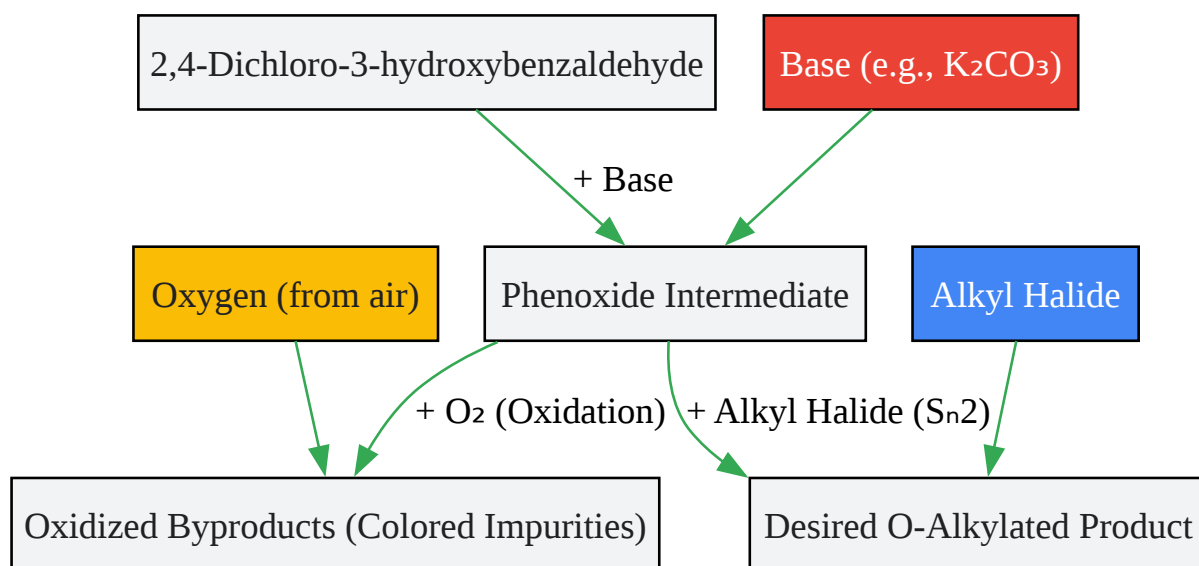 2,4-Dichloro-3-hydroxybenzaldehyde
Base (e.g., K₂CO₃)
+ Base
Oxygen (from air)
Phenoxide Intermediate
Alkyl Halide
+ O₂ (Oxidation)
+ Alkyl Halide (Sₙ2)
Oxidized Byproducts (Colored Impurities)
Desired O-Alkylated Product